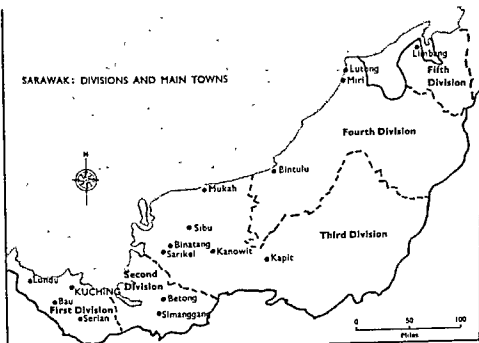 SARAWAK: DIVISIONS AND MAIN TOWNS
N
Limbang
Lutong
Miri
Fifth
Division
Fourth Division
Bintulu
Mukah
Sibu
Third
Division
Binatang
Sarikei
Kanowit
Kapit
Second
Division
Lundu
KUCHING
Bau
First Division
Serian
Betong
Simanggang
0
100
Miles